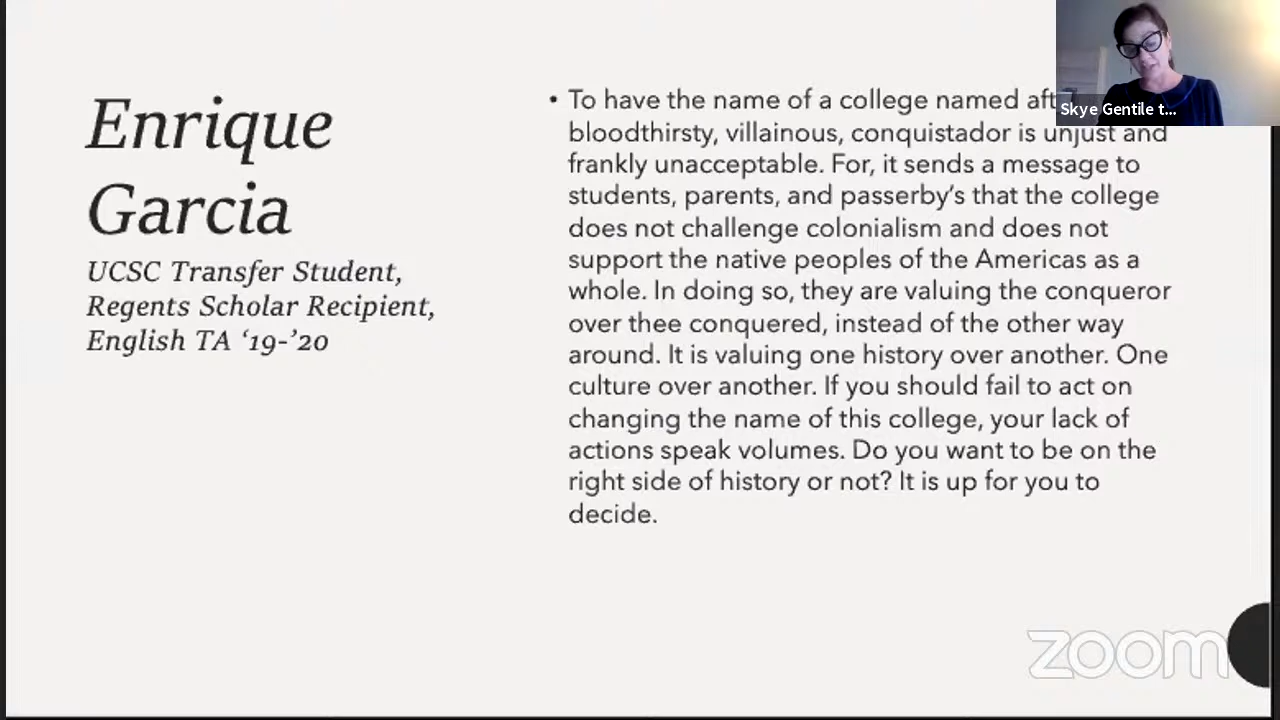 Enrique
Garcia
UCSC Transfer Student,
Regents Scholar Recipient,
English TA ‘19-’20
• To have the name of a college named aft
bloodthirsty, villainous, conquistador is unjust and
frankly unacceptable. For, it sends a message to
students, parents, and passerby’s that the college
does not challenge colonialism and does not
support the native peoples of the Americas as a
whole. In doing so, they are valuing the conqueror
over thee conquered, instead of the other way
around. It is valuing one history over another. One
culture over another. If you should fail to act on
changing the name of this college, your lack of
actions speak volumes. Do you want to be on the
right side of history or not? It is up for you to
decide.
Skye Gentile t...
zoom